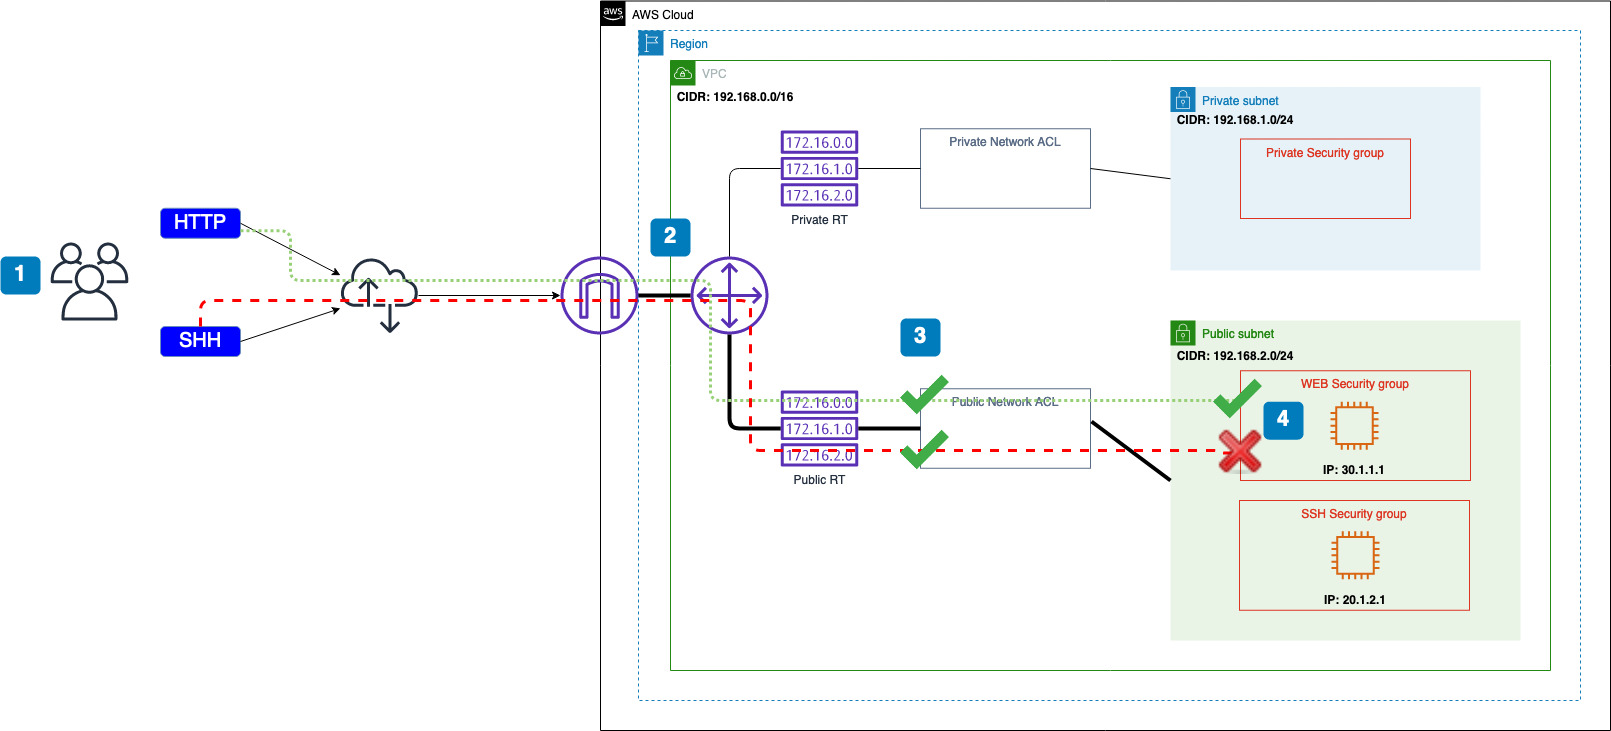 aws
AWS Cloud
Region
VPC
CIDR: 192.168.0.0/16
Private subnet
CIDR: 192.168.1.0/24
172.16.0.0
172.16.1.0
172.16.2.0
Private RT
Private Network ACL
Private Security group
HTTP
1
SHH
2
3
172.16.0.0
172.16.1.0
172.16.2.0
Public RT
Public Network ACL
Public subnet
CIDR: 192.168.2.0/24
WEB Security group
4
IP: 30.1.1.1
SSH Security group
IP: 20.1.2.1